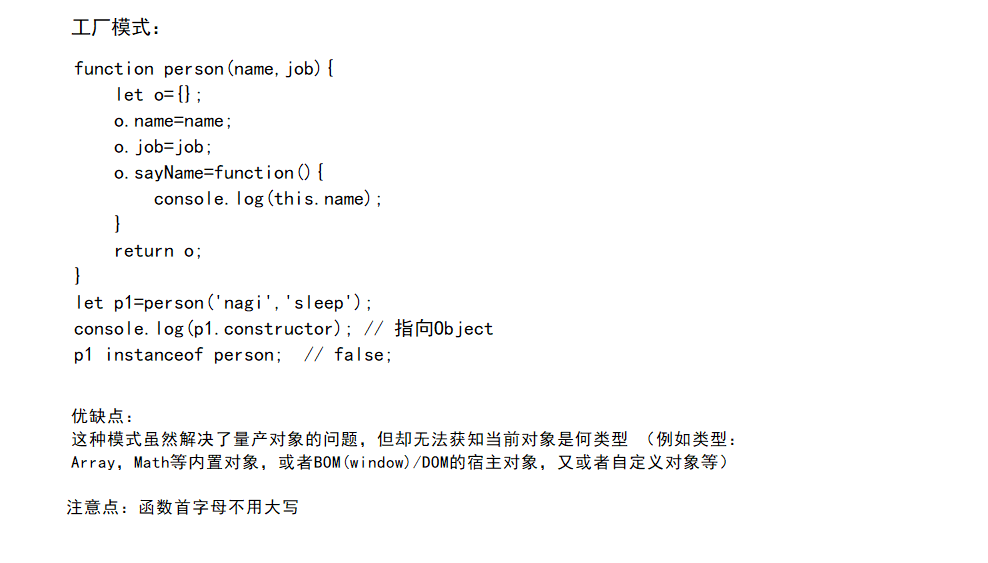 工厂模式：
function person(name,job){
    let o={};
    o.name=name;
    o.job=job;
    o.sayName=function(){
        console.log(this.name);
    }
    return o;
}
let p1=person('nagi','sleep');
console.log(p1.constructor); // 指向Object
p1 instanceof person;  // false;
优缺点：
这种模式虽然解决了量产对象的问题，但却无法获知当前对象是何类型 （例如类型：
Array，Math等内置对象，或者BOM(window)/DOM的宿主对象，又或者自定义对象等）
注意点：函数首字母不用大写